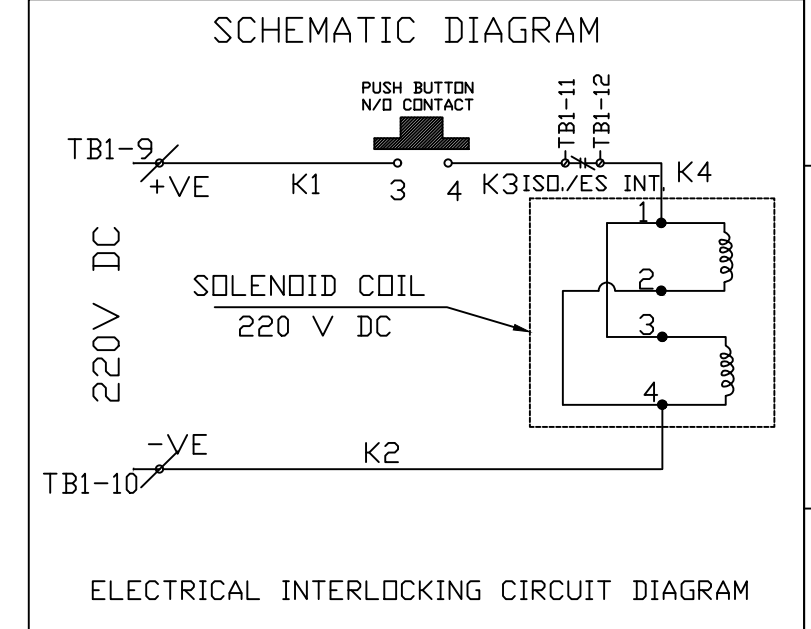 SCHEMATIC DIAGRAM
PUSH BUTTON
N/O CONTACT
TB1-11
TB1-12
TB1-9
+VE
K1
3
4
K3
ISO./ES INT.
K4
220V DC
SOLENOID COIL
220 V DC
1
2
3
4
-VE
K2
TB1-10
ELECTRICAL INTERLOCKING CIRCUIT DIAGRAM